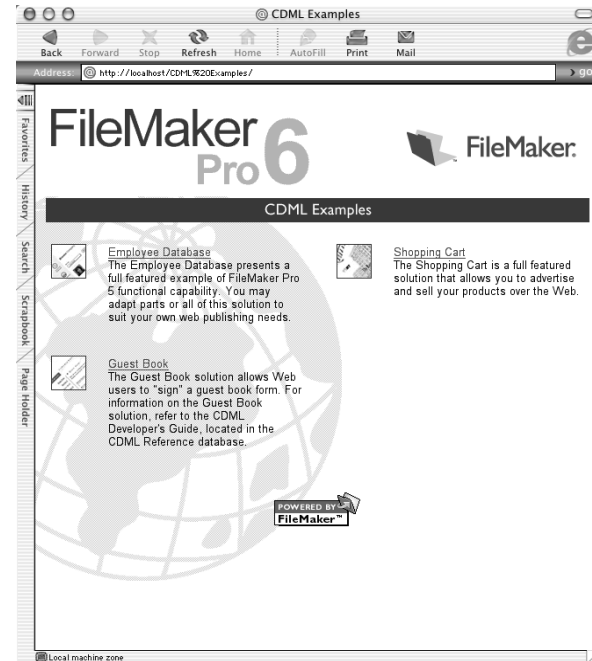 @ CDML Examples
Back Forward Stop Refresh Home AutoFill Print Mail
Address: @ http://localhost/CDML%20Examples/ go
Favorites
History
Search
Scrapbook
Page Holder
FileMaker
Pro 6
FileMaker.
CDML Examples
Employee Database
The Employee Database presents a
full featured example of FileMaker Pro
5 functional capability. You may
adapt parts or all of this solution to
suit your own web publishing needs.
Shopping Cart
The Shopping Cart is a full featured
solution that allows you to advertise
and sell your products over the Web.
Guest Book
The Guest Book solution allows Web
users to "sign" a guest book form. For
information on the Guest Book
solution, refer to the CDML
Developer's Guide, located in the
CDML Reference database.
POWERED BY
FileMaker™
Local machine zone